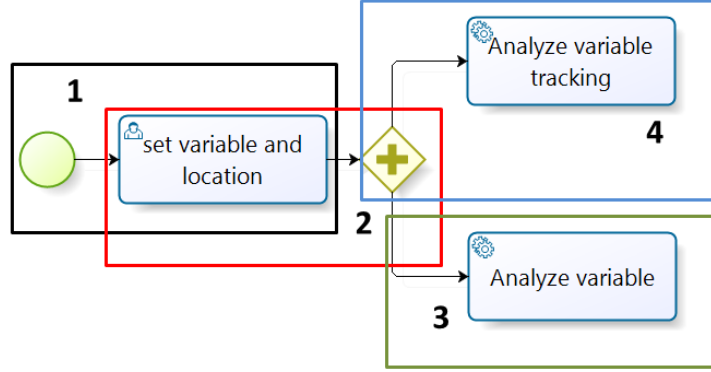 1
Analyze variable
tracking
4
set variable and
location
2
Analyze variable
3